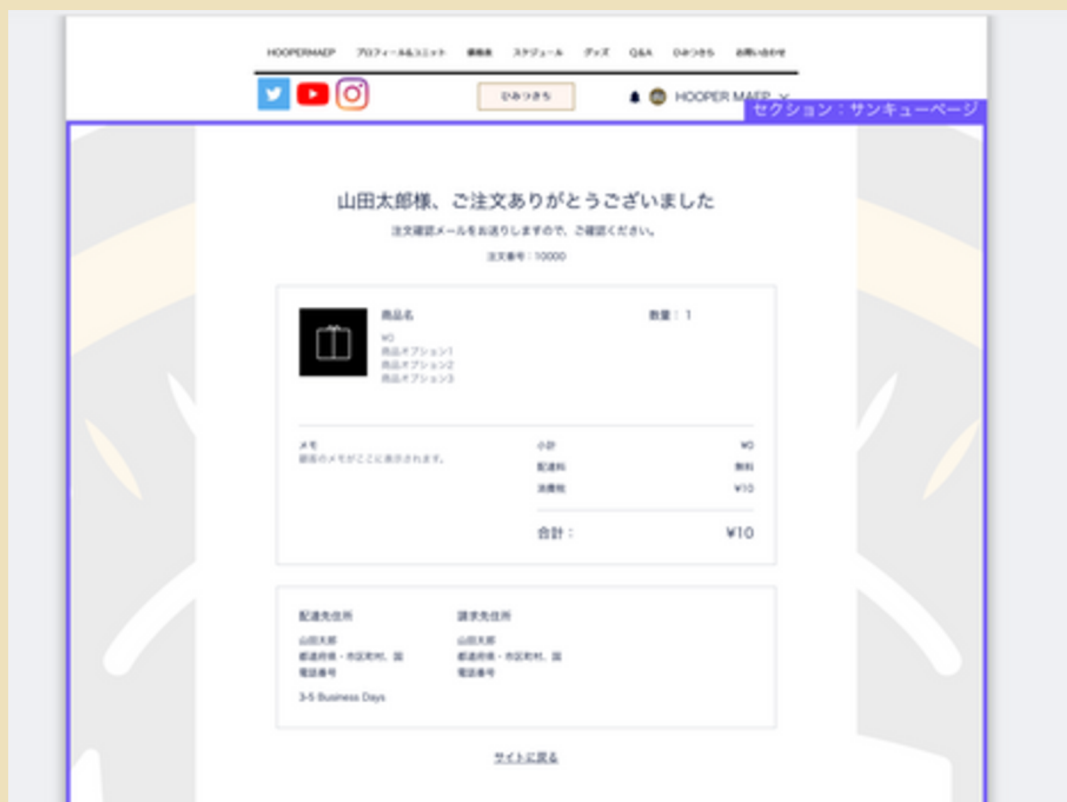 HOOPERMAEP プロフィール&ユニット 価格表 スケジュール グッズ Q&A ひみつきち お問い合わせ
ひみつきち HOOPER MAEP
セクション：サンキューページ
山田太郎様、ご注文ありがとうございました
注文確認メールをお送りしますので、ご確認ください。
注文番号：10000
商品名 数量： 1
¥0
商品オプション1
商品オプション2
商品オプション3
メモ
顧客のメモがここに表示されます。
小計 ¥0
配達料 無料
消費税 ¥10
合計： ¥10
配達先住所 請求先住所
山田太郎 山田太郎
都道府県・市区町村、国 都道府県・市区町村、国
電話番号 電話番号
3-5 Business Days
サイトに戻る